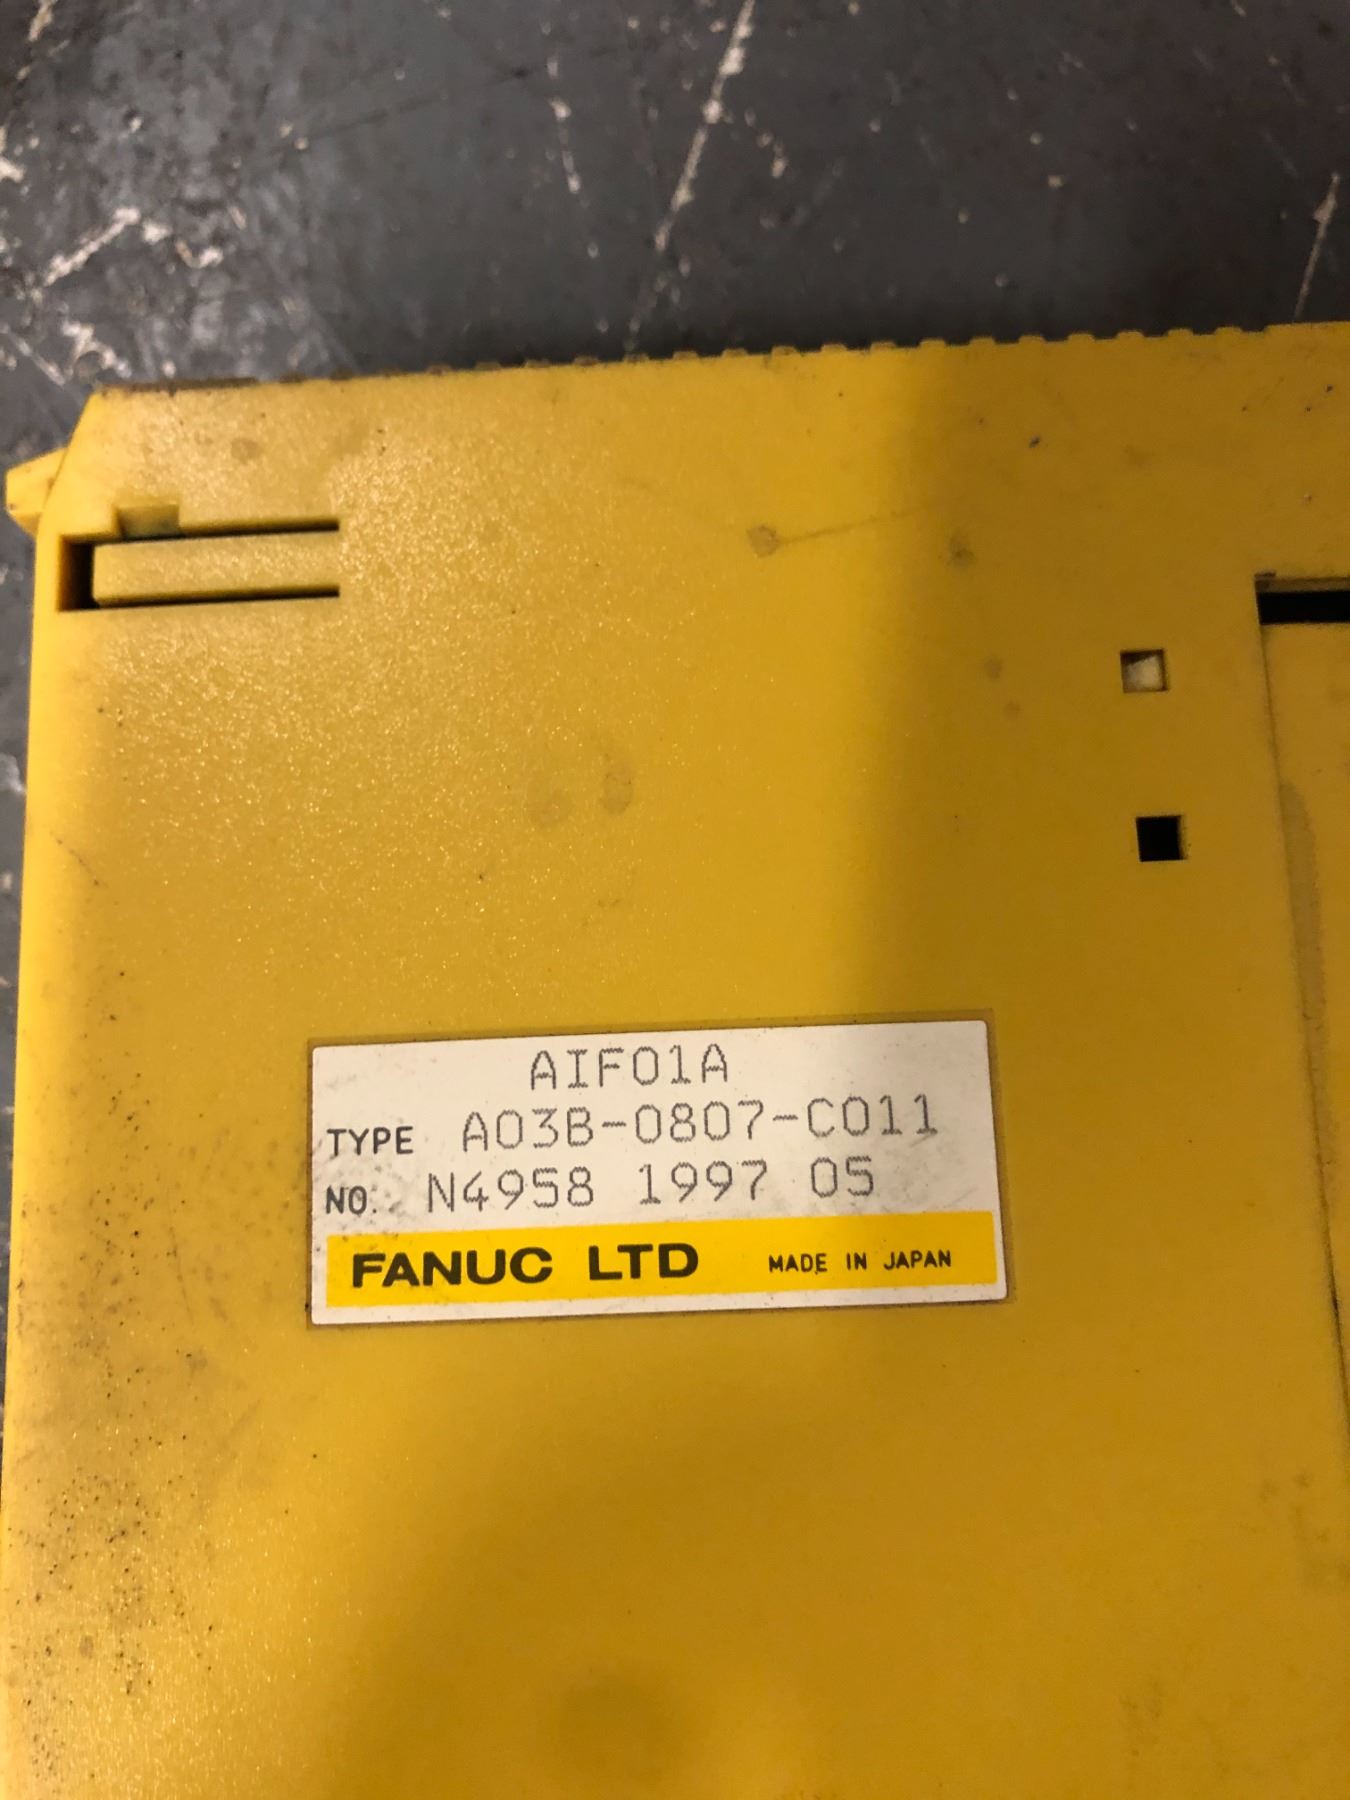 AIF01A
TYPE A03B-0807-C011
NO. N4958 1997 05
FANUC LTD MADE IN JAPAN